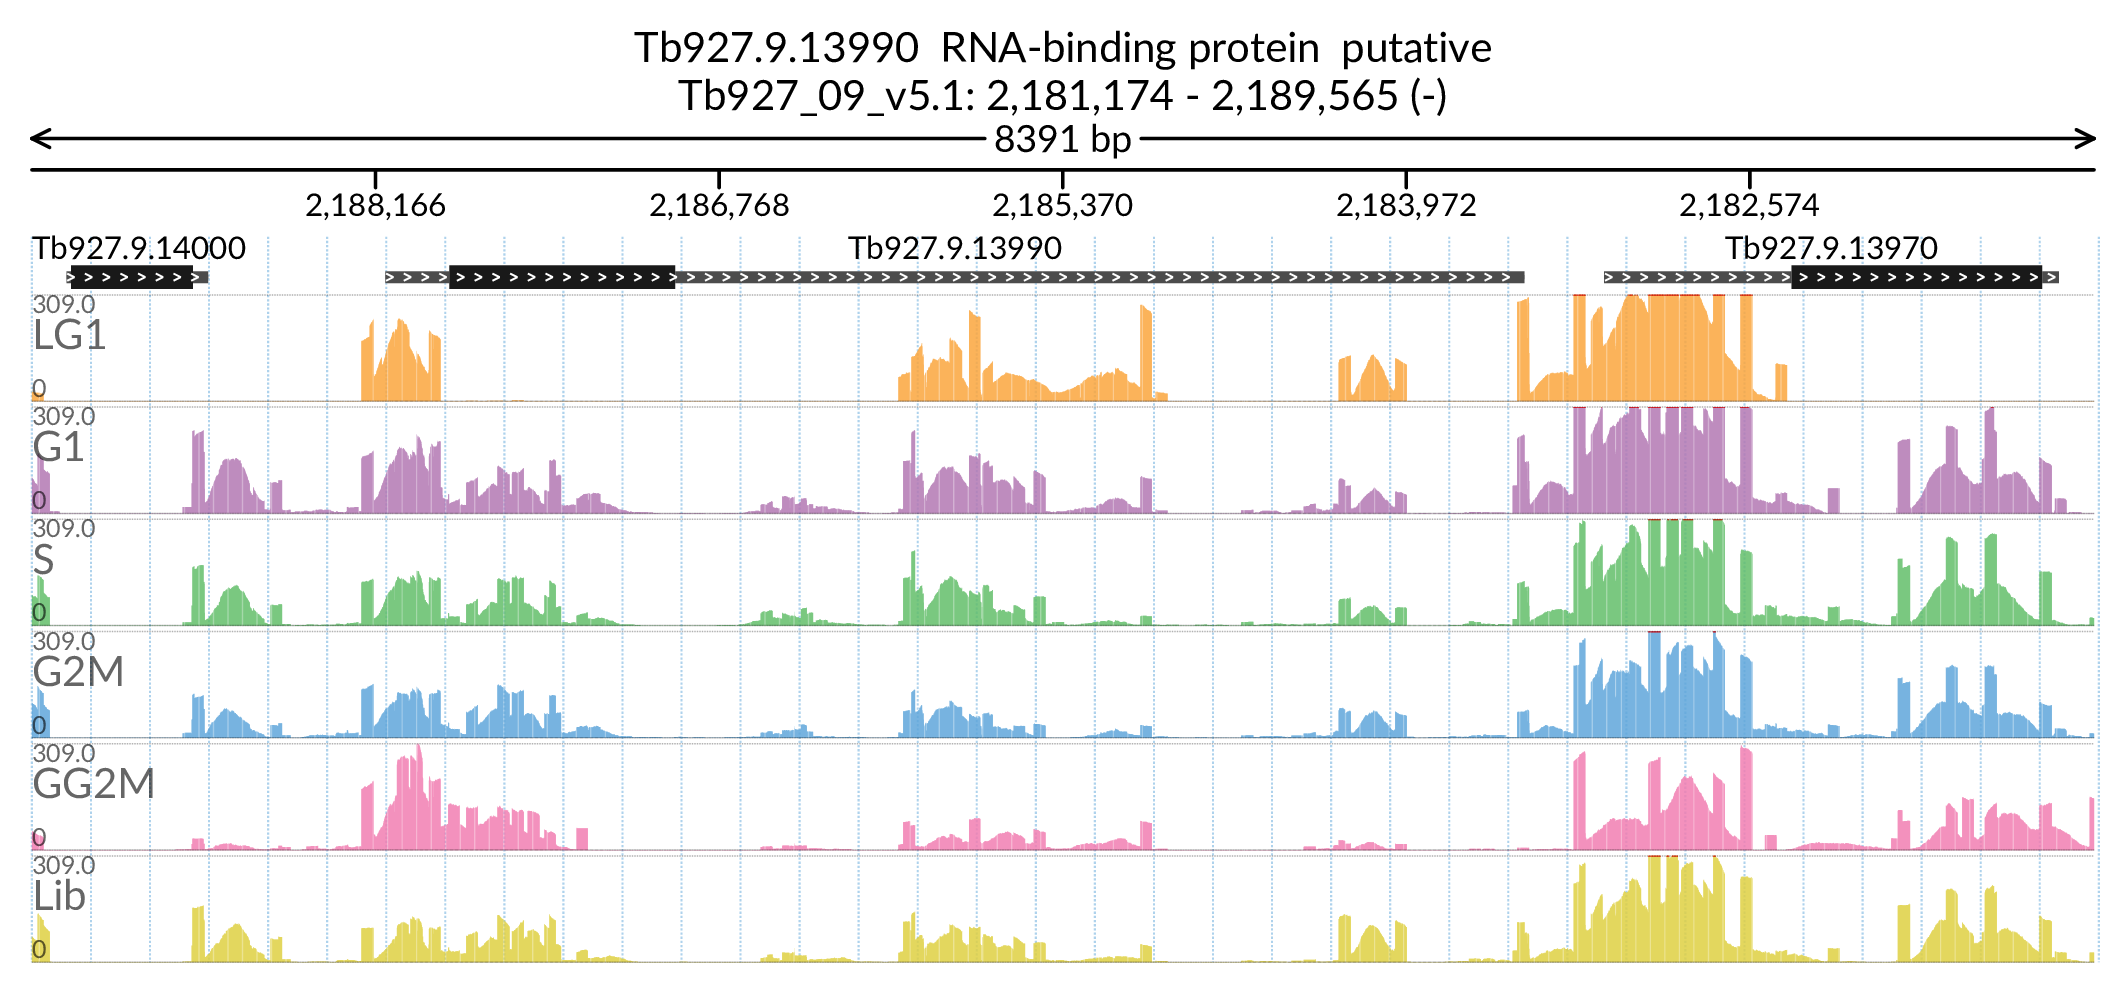 Tb927.9.13990  RNA-binding protein  putative
Tb927_09_v5.1: 2,181,174 - 2,189,565 (-)
8391 bp
2,188,166 2,186,768 2,185,370 2,183,972 2,182,574
Tb927.9.14000 Tb927.9.13990 Tb927.9.13970
309.0
LG1
0
309.0
G1
0
309.0
S
0
309.0
G2M
0
309.0
GG2M
0
309.0
Lib
0